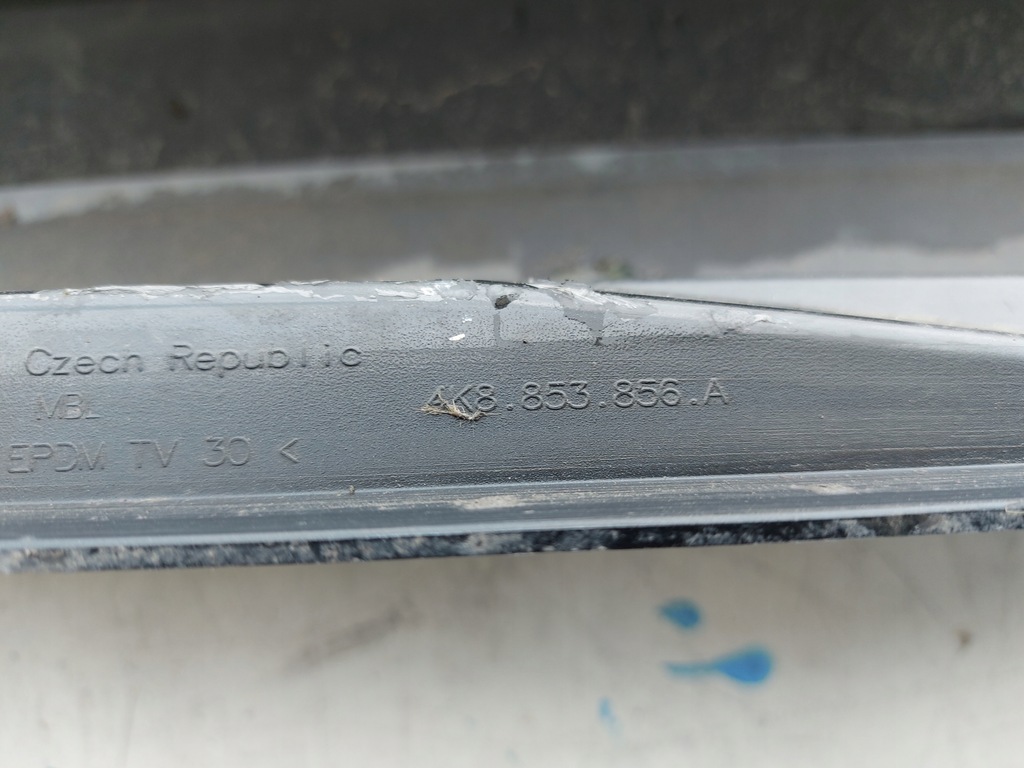 Czech Republic
MBL
EPDM TV 30 <
4K8.853.856.A